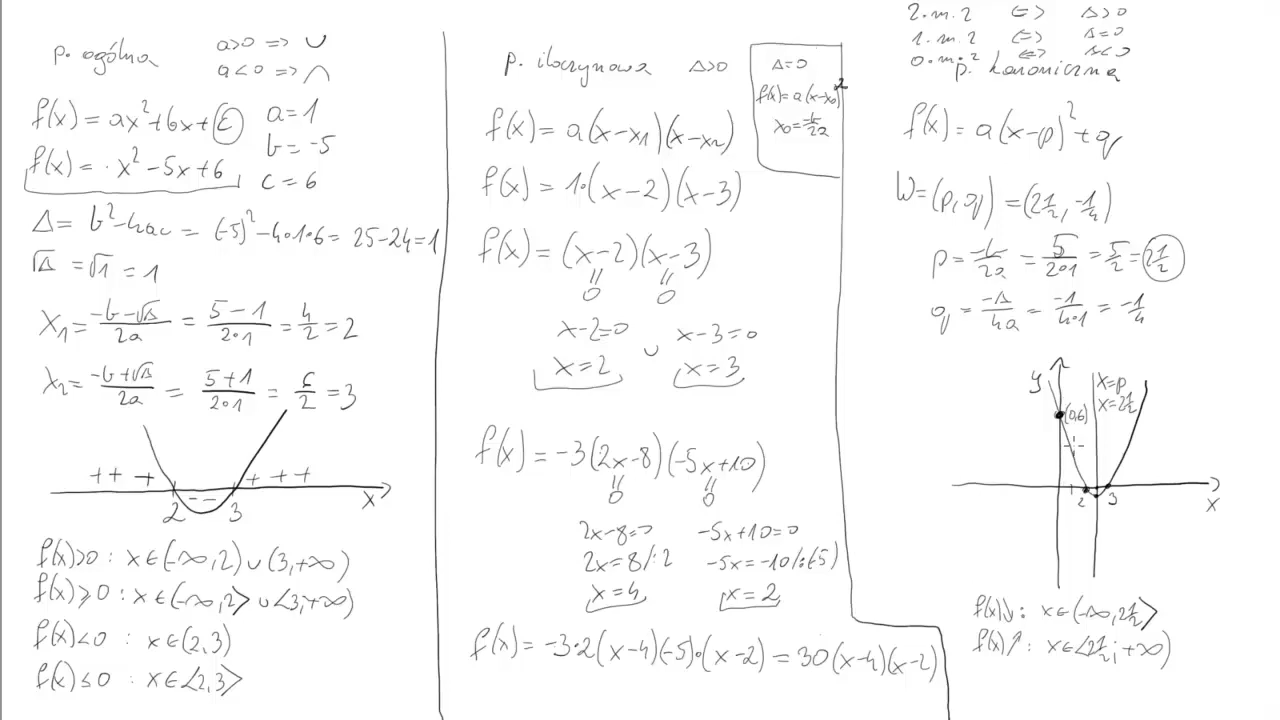 p. ogólna
a>0 => ∪
a<0 => ∩
f(x) = ax²+bx+c
a=1
b=-5
c=6
f(x) = x²-5x+6
Δ = b²-4ac = (-5)²-4·1·6 = 25-24=1
√Δ = √1 = 1
x₁ = (-b-√Δ)/2a = (5-1)/2·1 = 4/2 = 2
x₂ = (-b+√Δ)/2a = (5+1)/2·1 = 6/2 = 3
++ + -- + + +
2 3 x
f(x)>0 : x∈(-∞,2)∪(3,+∞)
f(x)⩾0 : x∈(-∞,2>∪<3,+∞)
f(x)<0 : x∈(2,3)
f(x)≤0 : x∈<2,3>
p. iloczynowa Δ>0
Δ=0
f(x)=a(x-x₀)²
x₀=-b/2a
f(x) = a(x-x₁)(x-x₂)
f(x) = 1·(x-2)(x-3)
f(x) = (x-2)(x-3)
0 0
x-2=0 ∪ x-3=0
x=2 x=3
f(x) = -3(2x-8)(-5x+10)
0 0
2x-8=0 -5x+10=0
2x=8/:2 -5x=-10/:(-5)
x=4 x=2
f(x) = -3·2(x-4)(-5)·(x-2) = 30(x-4)(x-2)
2.m.z <=> Δ>0
1.m.z <=> Δ=0
0.m.z <=> Δ<0
p. kanoniczna
f(x) = a(x-p)²+q
W=(p,q) = (2½,-¼)
p = -b/2a = 5/2·1 = 5/2 = 2½
q = -Δ/4a = -1/4·1 = -¼
y
x=p
x=2½
(0,6)
2 3 x
f(x)↓ : x∈(-∞,2½>
f(x)↗ : x∈<2½;+∞)